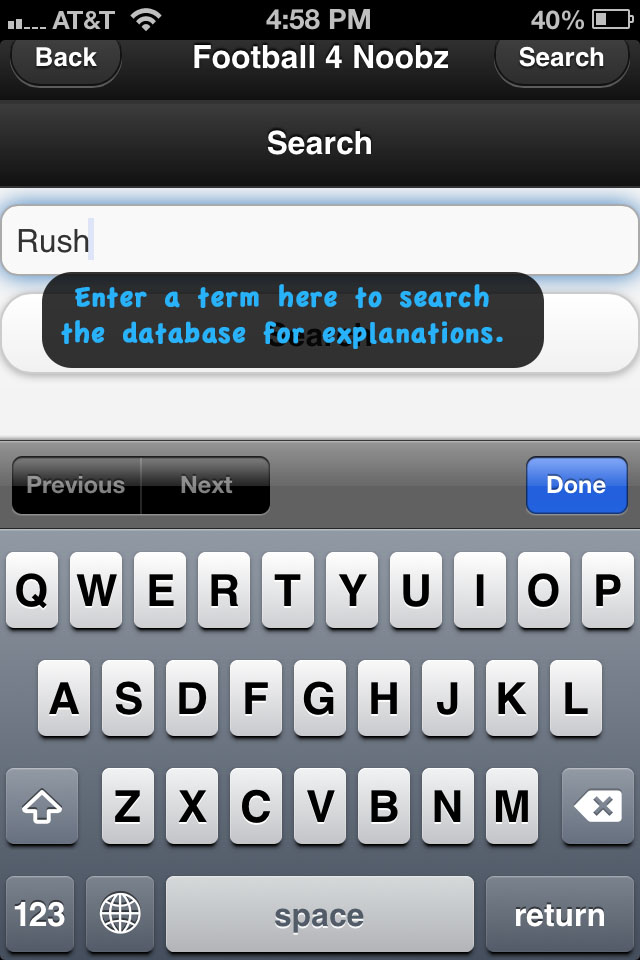 AT&T 4:58 PM 40%
Back Football 4 Noobz Search
Search
Rush
Enter a term here to search
the database for explanations.
Search
Previous Next Done
Q W E R T Y U I O P
A S D F G H J K L
Z X C V B N M
123 space return